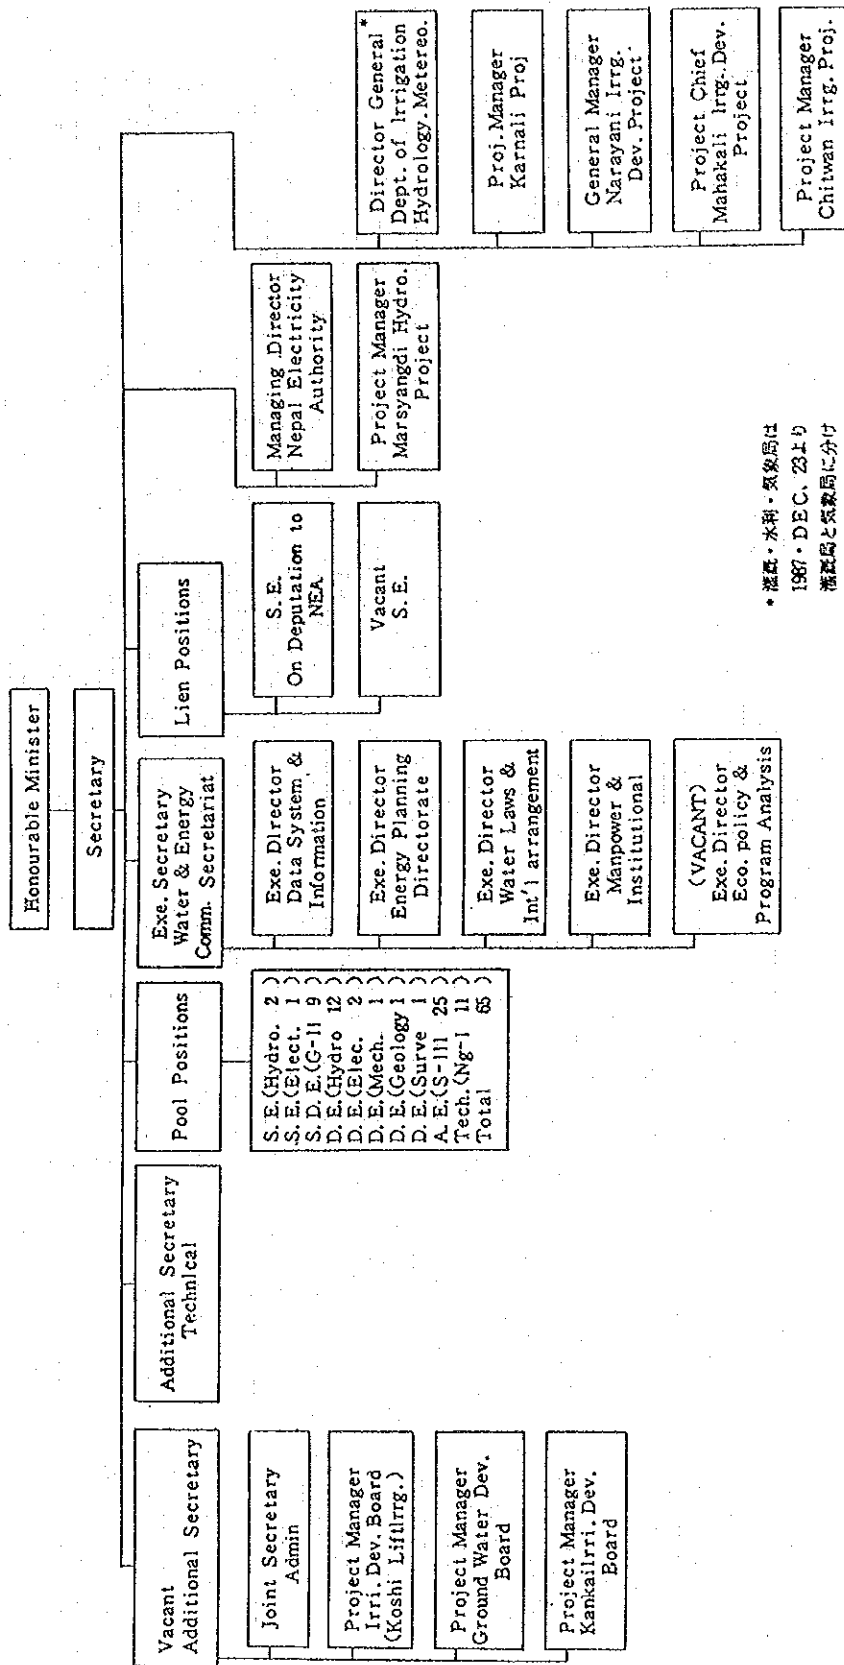 Honourable Minister
Secretary
Vacant
Additional Secretary
Joint Secretary
Admin
Project Manager
Irri. Dev. Board
(Koshi LiftIrrg.)
Project Manager
Ground Water Dev.
Board
Project Manager
KankaiIrri. Dev.
Board
Additional Secretary
Technical
Pool Positions
S. E.(Hydro. 2 )
S. E.(Elect. 1 )
S. D. E.(G-II 9 )
D. E.(Hydro 12 )
D. E.(Elec. 2 )
D. E.(Mech. 1 )
D. E.(Geology 1 )
D. E.(Surve 1 )
A. E.(S-III 25 )
Tech.(Ng-I 11 )
Total 65 )
Exe. Secretary
Water & Energy
Comm. Secretariat
Exe. Director
Data System &
Information
Exe. Director
Energy Planning
Directorate
Exe. Director
Water Laws &
Int'l arrangement
Exe. Director
Manpower &
Institutional
(VACANT)
Exe. Director
Eco. policy &
Program Analysis
Lien Positions
S. E.
On Deputation to
NEA
Vacant
S. E.
Managing Director
Nepal Electricity
Authority
Project Manager
Marsyangdi Hydro.
Project
Director General *
Dept. of Irrigation
Hydrology. Metereo.
Proj. Manager
Karnali Proj
General Manager
Narayani Irrg.
Dev. Project
Project Chief
Mahakali Irrg. Dev.
Project
Project Manager
Chitwan Irrg. Proj.
* 灌漑・水利・気象局は
1987・DEC. 23より
灌漑局と気象局に分け